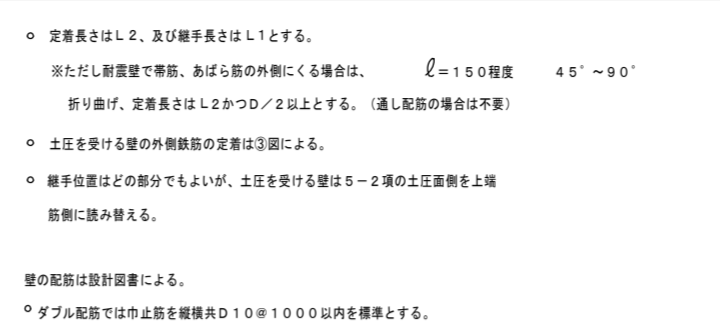 ○ 定着長さはL2、及び継手長さはL1とする。
※ただし耐震壁で帯筋、あばら筋の外側にくる場合は、 ℓ=150程度 45°~90°
折り曲げ、定着長さはL2かつD/2以上とする。(通し配筋の場合は不要)
○ 土圧を受ける壁の外側鉄筋の定着は③図による。
○ 継手位置はどの部分でもよいが、土圧を受ける壁は5-2項の土圧面側を上端
筋側に読み替える。
壁の配筋は設計図書による。
○ ダブル配筋では巾止筋を縦横共D10@1000以内を標準とする。